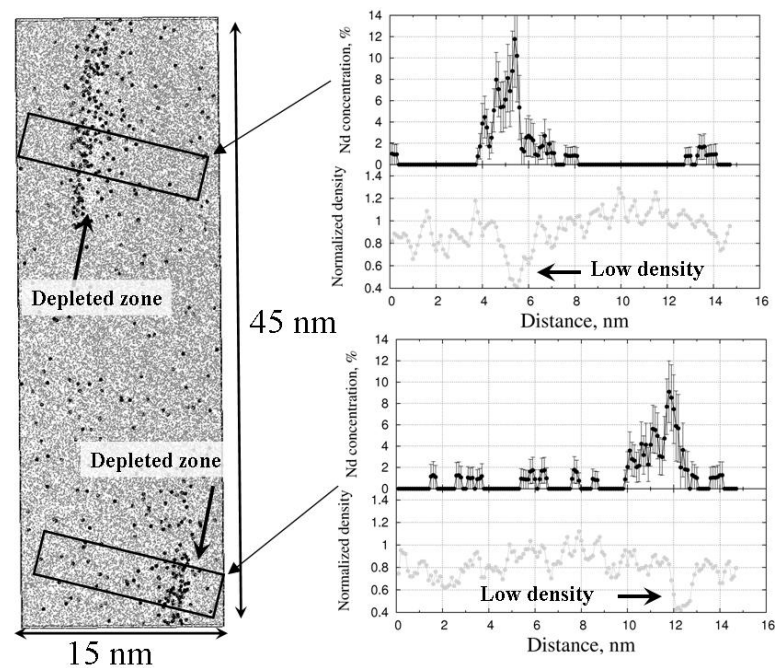 Depleted zone
45 nm
Depleted zone
15 nm
14
12
10
8
6
4
2
0
Nd concentration, %
1.4
1.2
1
0.8
0.6
0.4
Normalized density
Low density
0 2 4 6 8 10 12 14 16
Distance, nm
14
12
10
8
6
4
2
0
Nd concentration, %
1.4
1.2
1
0.8
0.6
0.4
Normalized density
Low density
0 2 4 6 8 10 12 14 16
Distance, nm